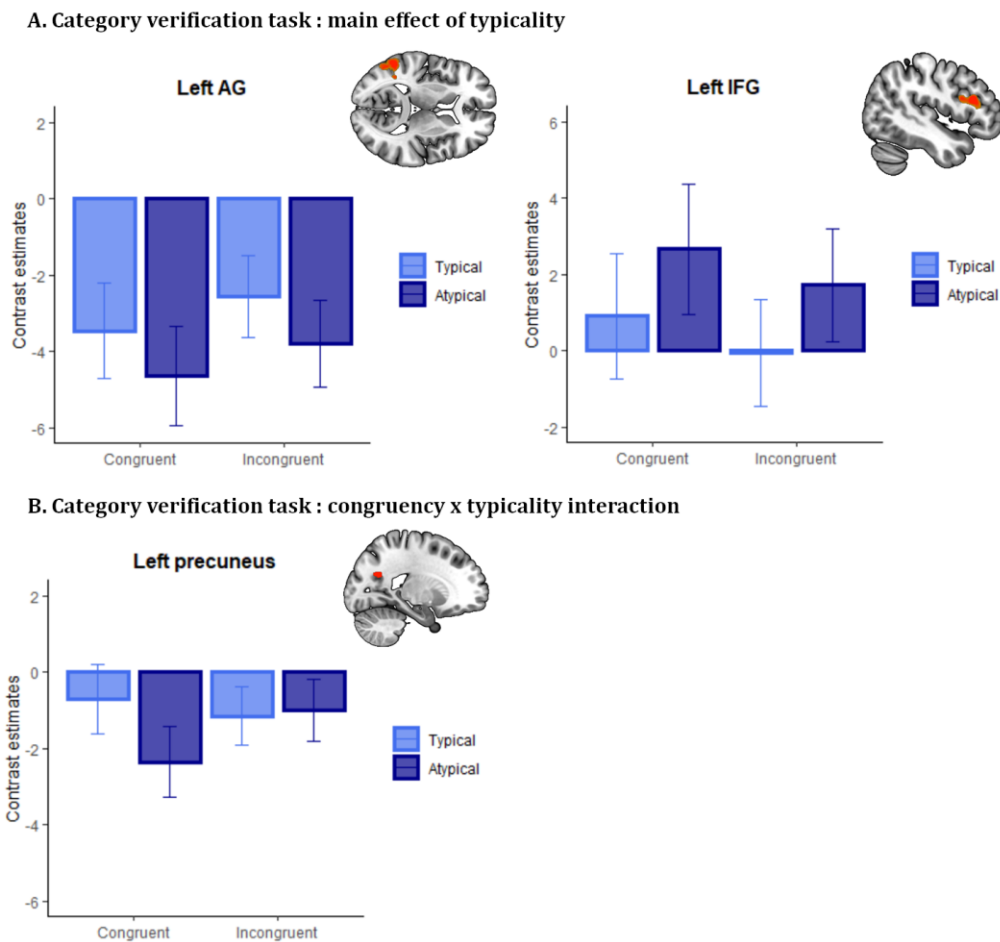 A. Category verification task : main effect of typicality
Left AG
Contrast estimates
2
0
-2
-4
-6
Congruent
Incongruent
Typical
Atypical
Left IFG
Contrast estimates
6
4
2
0
-2
Congruent
Incongruent
Typical
Atypical
B. Category verification task : congruency x typicality interaction
Left precuneus
Contrast estimates
2
0
-2
-4
-6
Congruent
Incongruent
Typical
Atypical